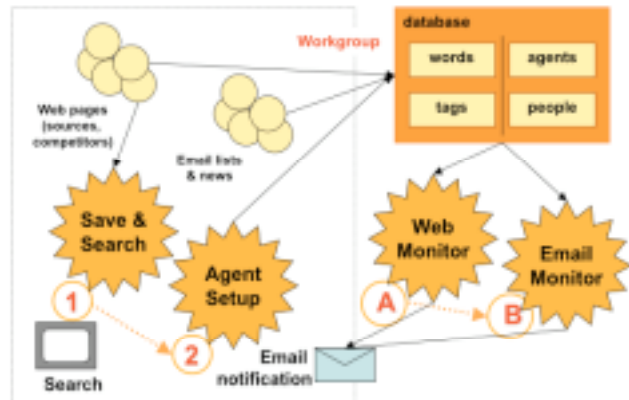 database
Workgroup
words
agents
tags
people
Web pages
(sources,
competitors)
Email lists
& news
Save &
Search
Agent
Setup
Web
Monitor
Email
Monitor
1
2
A
B
Search
Email
notification